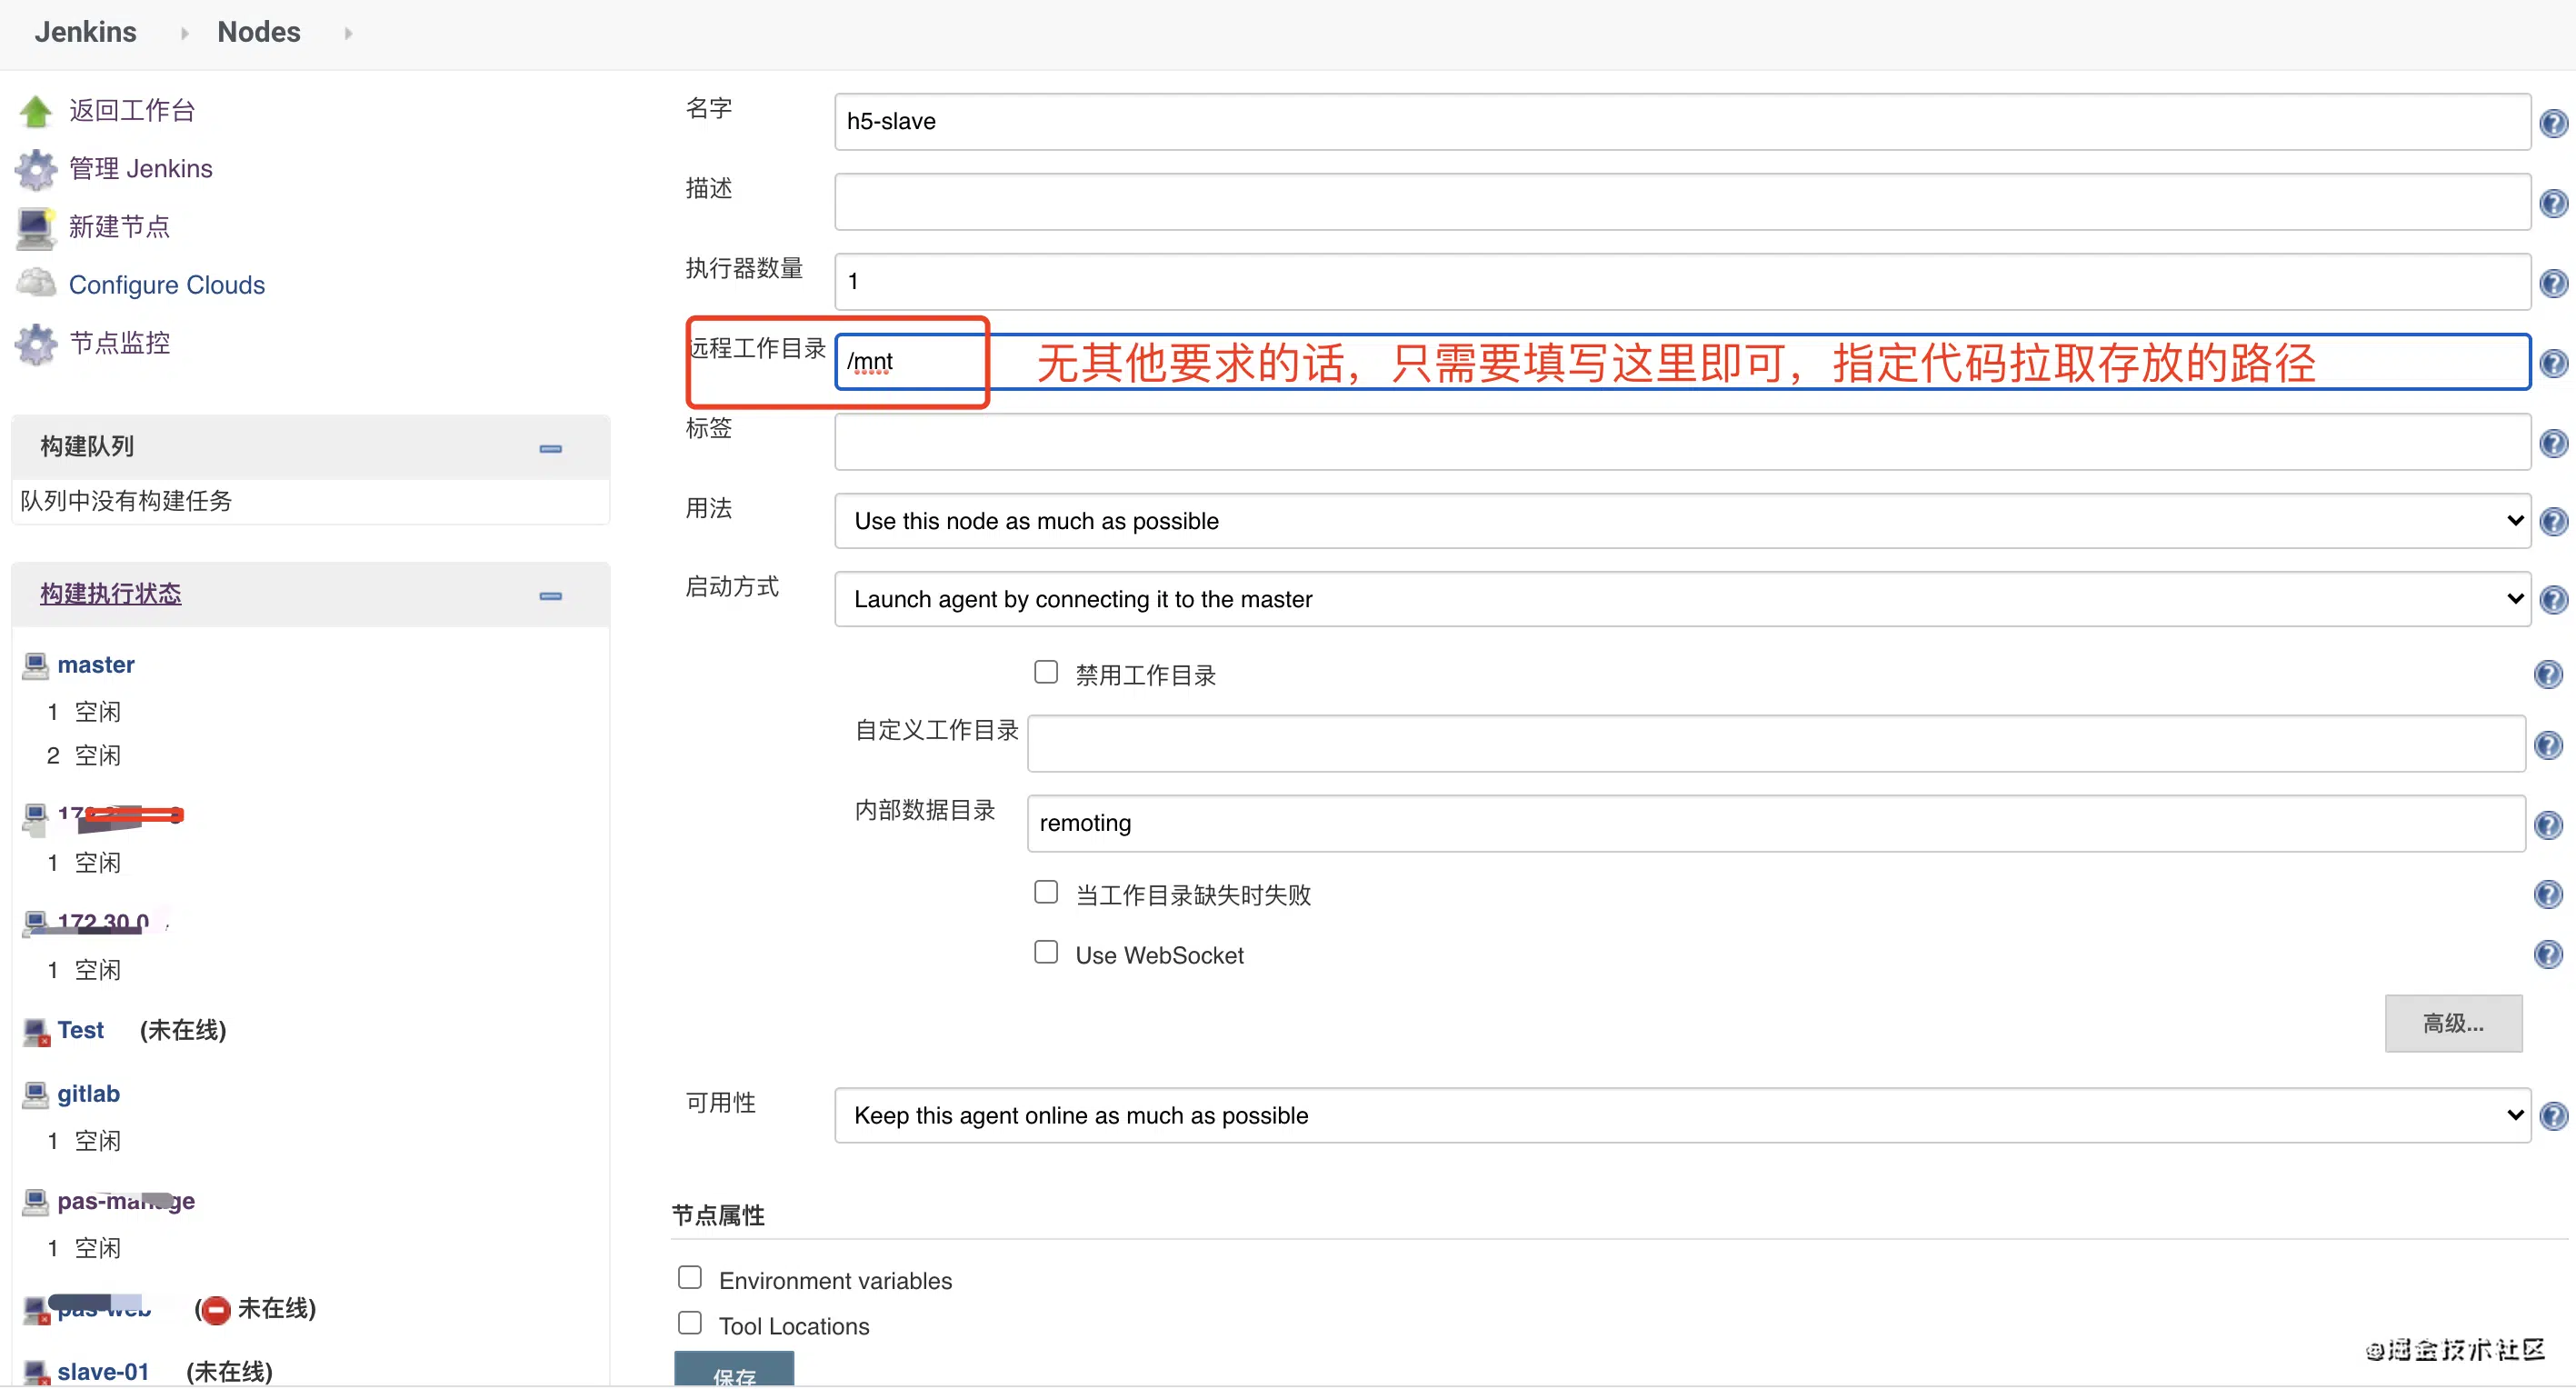 Jenkins Nodes
返回工作台
管理 Jenkins
新建节点
Configure Clouds
节点监控
构建队列
队列中没有构建任务
构建执行状态
master
1 空闲
2 空闲
1 空闲
172.30.0
1 空闲
Test (未在线)
gitlab
1 空闲
pas-manage
1 空闲
pas-web (未在线)
slave-01 (未在线)
名字 h5-slave
描述
执行器数量 1
远程工作目录 /mnt 无其他要求的话，只需要填写这里即可，指定代码拉取存放的路径
标签
用法 Use this node as much as possible
启动方式 Launch agent by connecting it to the master
禁用工作目录
自定义工作目录
内部数据目录 remoting
当工作目录缺失时失败
Use WebSocket
高级...
可用性 Keep this agent online as much as possible
节点属性
Environment variables
Tool Locations
保存
@掘金技术社区